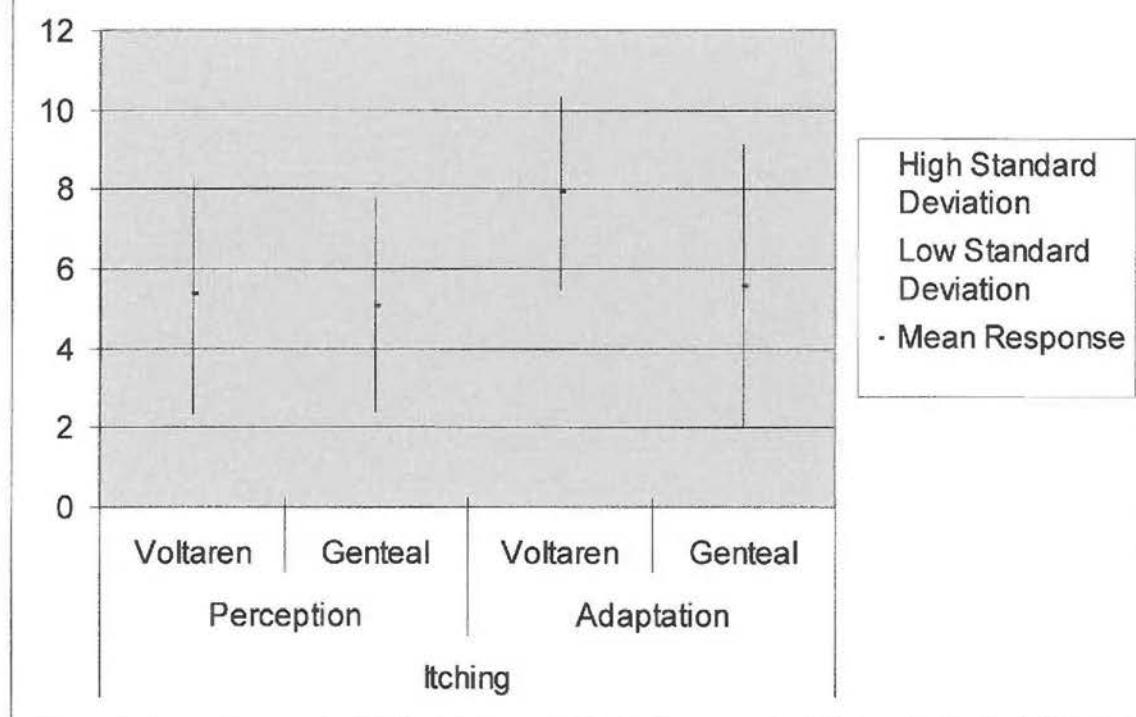 12
10
8
6
4
2
0
Voltaren
Genteal
Voltaren
Genteal
Perception
Adaptation
Itching
High Standard
Deviation
Low Standard
Deviation
Mean Response